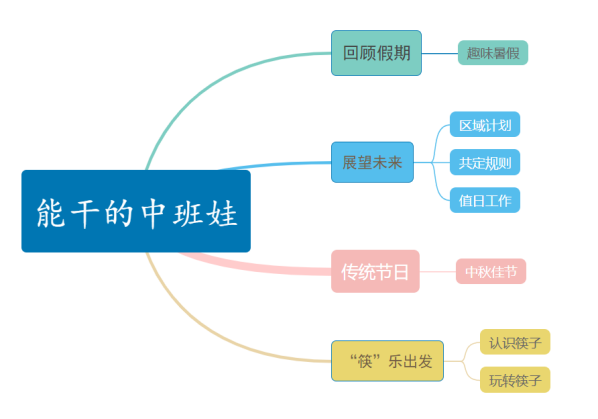 能干的中班娃
回顾假期
趣味暑假
展望未来
区域计划
共定规则
值日工作
传统节日
中秋佳节
“筷”乐出发
认识筷子
玩转筷子